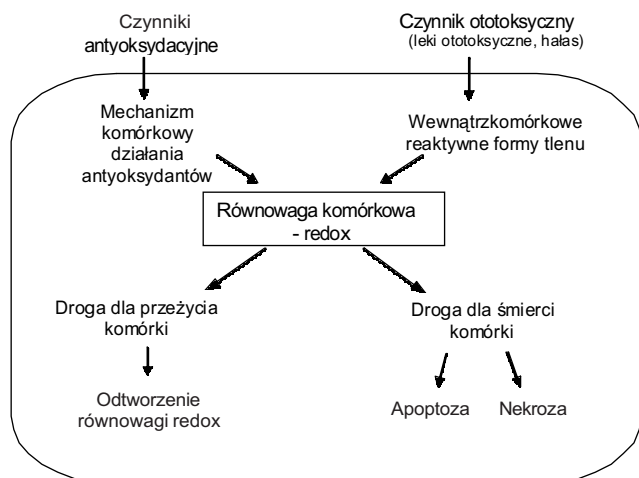 Czynniki
antyoksydacyjne
Czynnik ototoksyczny
(leki ototoksyczne, hałas)
Mechanizm
komórkowy
działania
antyoksydantów
Wewnątrzkomórkowe
reaktywne formy tlenu
Równowaga komórkowa
- redox
Droga dla przeżycia
komórki
Droga dla śmierci
komórki
Odtworzenie
równowagi redox
Apoptoza
Nekroza